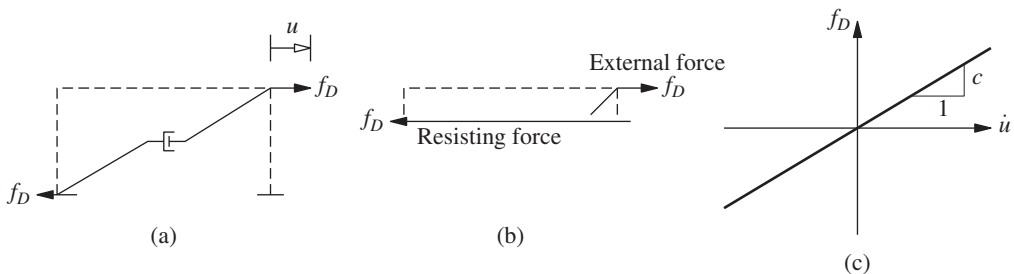 u
f_D
f_D
(a)
External force
f_D
f_D
Resisting force
(b)
f_D
c
1
u̇
(c)